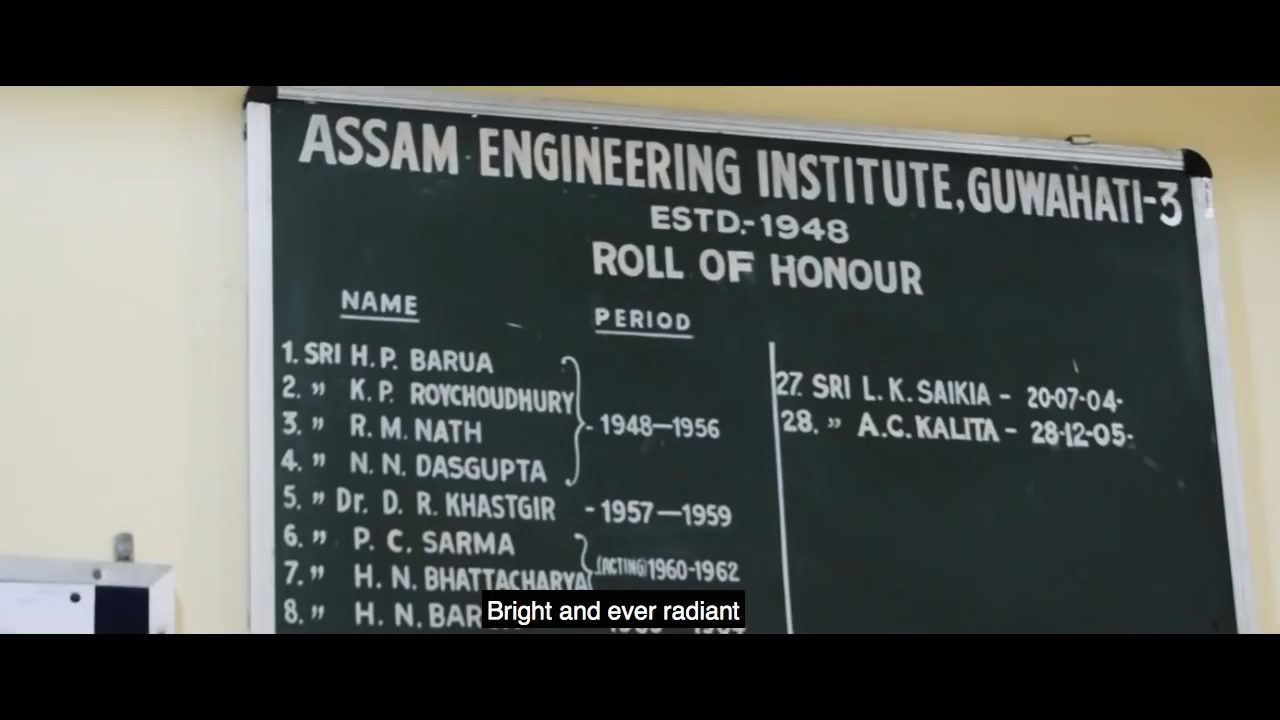 ASSAM ENGINEERING INSTITUTE, GUWAHATI-3
ESTD.-1948
ROLL OF HONOUR
NAME PERIOD
1. SRI H. P. BARUA
2. " K. P. ROYCHOUDHURY
3. " R. M. NATH - 1948—1956
4. " N. N. DASGUPTA
5. " Dr. D. R. KHASTGIR - 1957—1959
6. " P. C. SARMA
7. " H. N. BHATTACHARYA (ACTING) 1960-1962
8. " H. N.
27. SRI L. K. SAIKIA - 20-07-04-
28. " A. C. KALITA - 28-12-05-
Bright and ever radiant